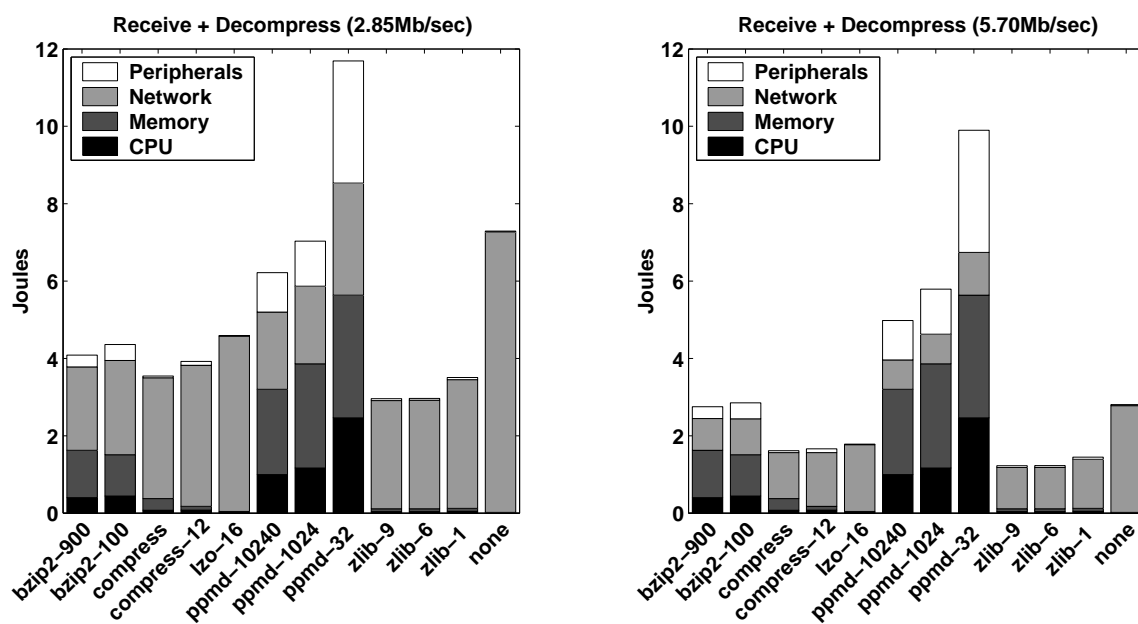 Receive + Decompress (2.85Mb/sec)
12
10
8
6
4
2
0
Joules
Peripherals
Network
Memory
CPU
bzip2−900
bzip2−100
compress
compress−12
lzo−16
ppmd−10240
ppmd−1024
ppmd−32
zlib−9
zlib−6
zlib−1
none
Receive + Decompress (5.70Mb/sec)
12
10
8
6
4
2
0
Joules
Peripherals
Network
Memory
CPU
bzip2−900
bzip2−100
compress
compress−12
lzo−16
ppmd−10240
ppmd−1024
ppmd−32
zlib−9
zlib−6
zlib−1
none